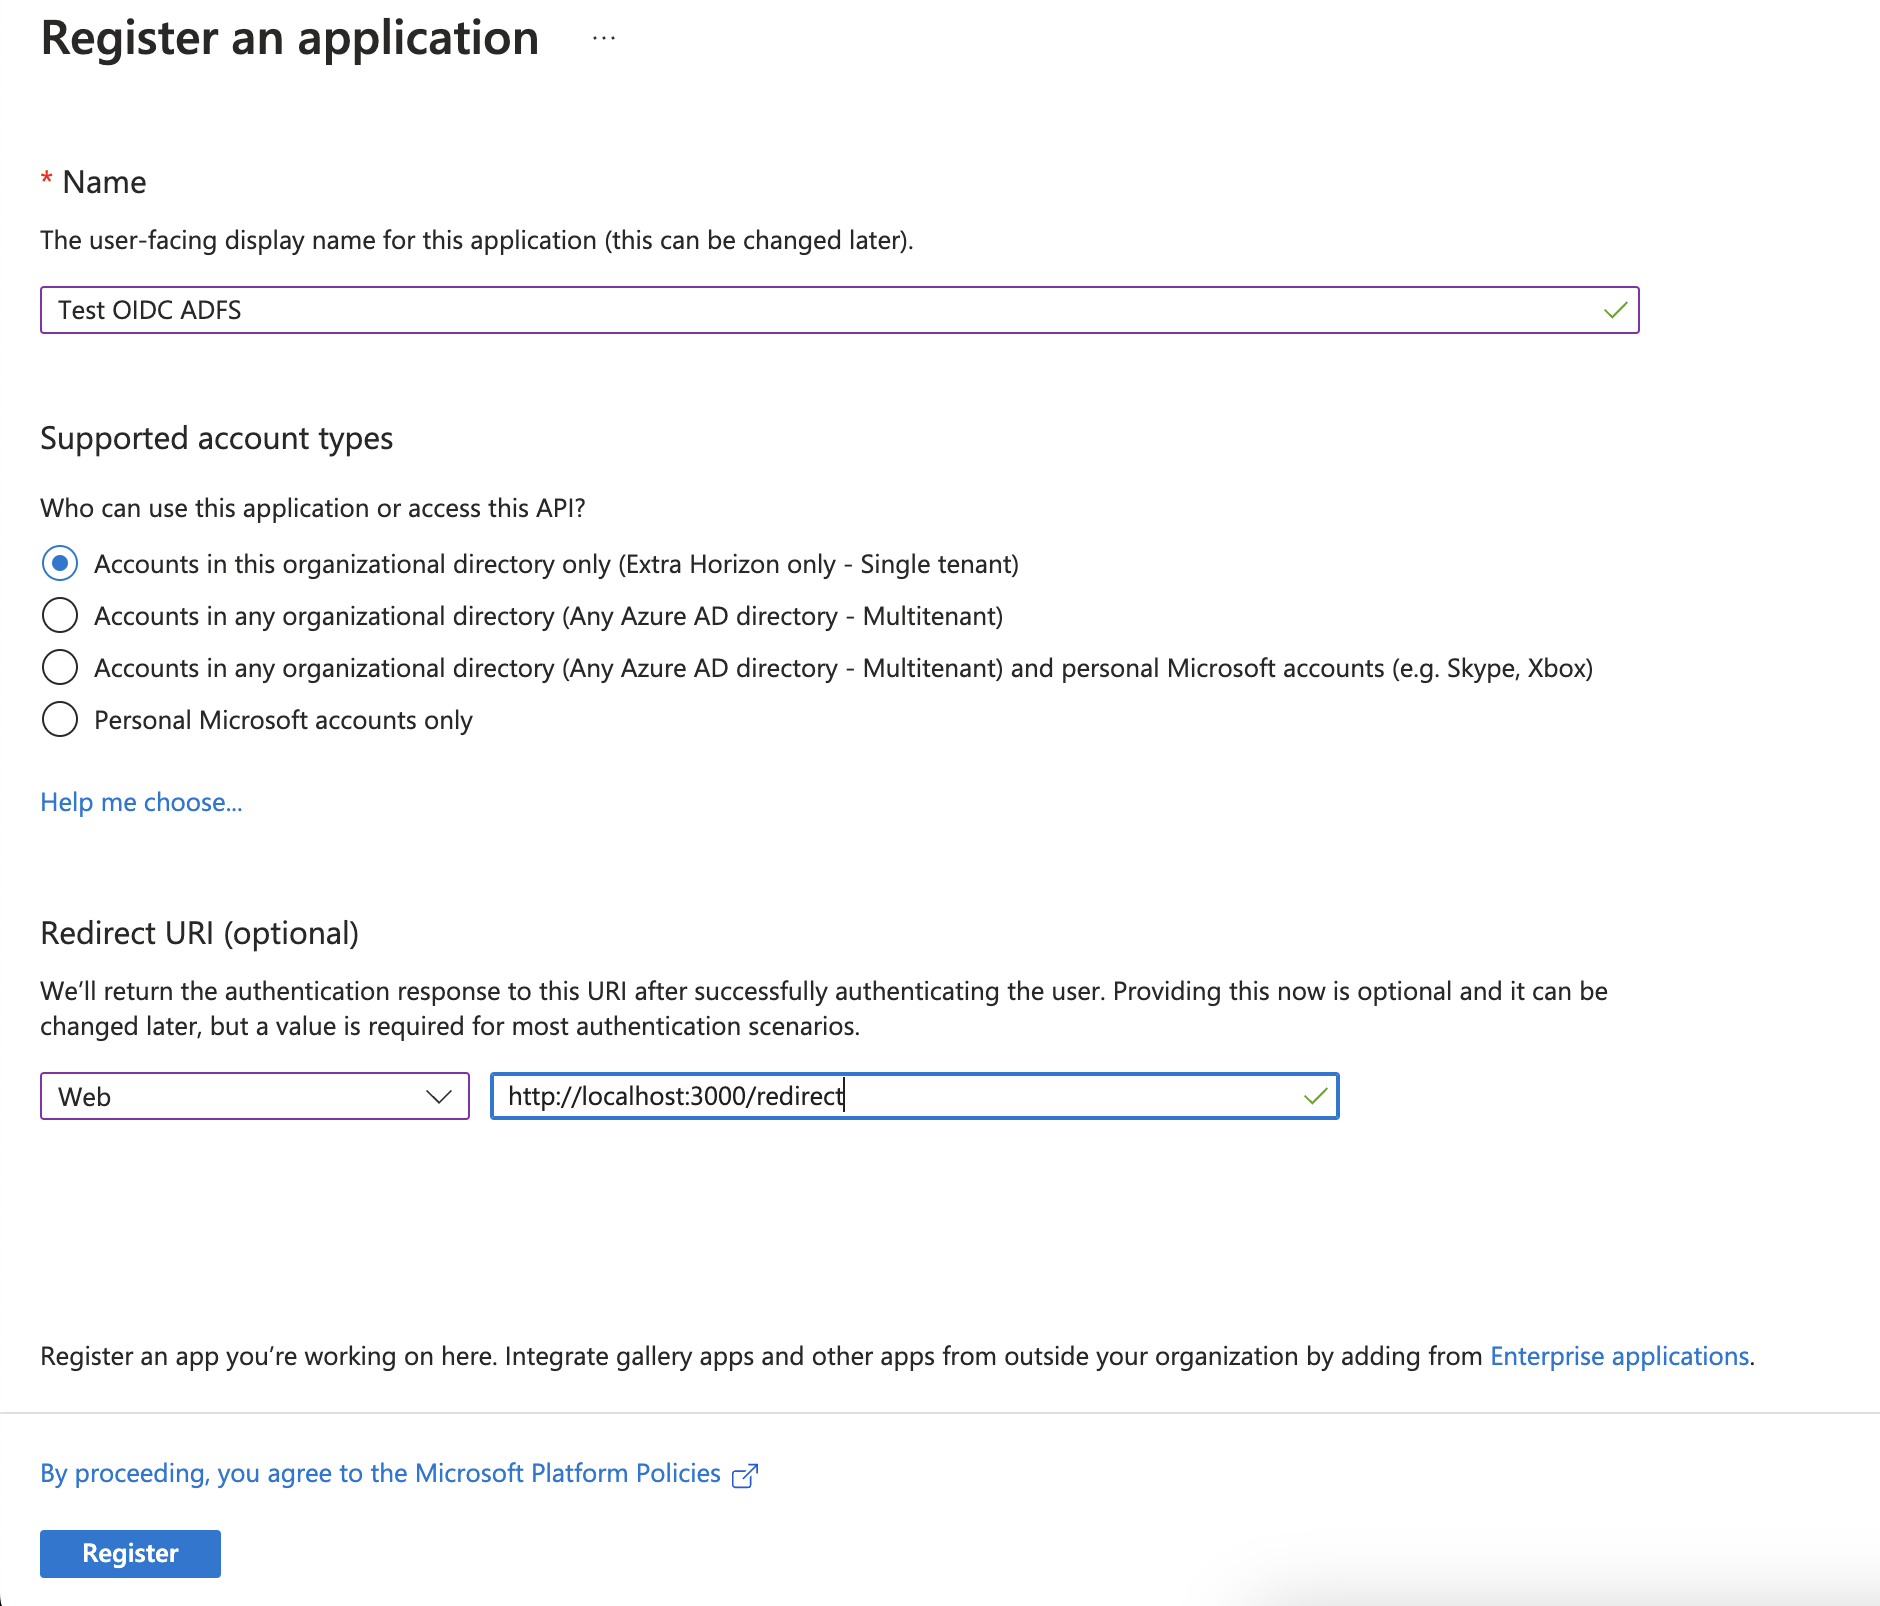 Register an application ...
* Name
The user-facing display name for this application (this can be changed later).
Test OIDC ADFS
Supported account types
Who can use this application or access this API?
Accounts in this organizational directory only (Extra Horizon only - Single tenant)
Accounts in any organizational directory (Any Azure AD directory - Multitenant)
Accounts in any organizational directory (Any Azure AD directory - Multitenant) and personal Microsoft accounts (e.g. Skype, Xbox)
Personal Microsoft accounts only
Help me choose...
Redirect URI (optional)
We’ll return the authentication response to this URI after successfully authenticating the user. Providing this now is optional and it can be
changed later, but a value is required for most authentication scenarios.
Web http://localhost:3000/redirect
Register an app you’re working on here. Integrate gallery apps and other apps from outside your organization by adding from Enterprise applications.
By proceeding, you agree to the Microsoft Platform Policies
Register